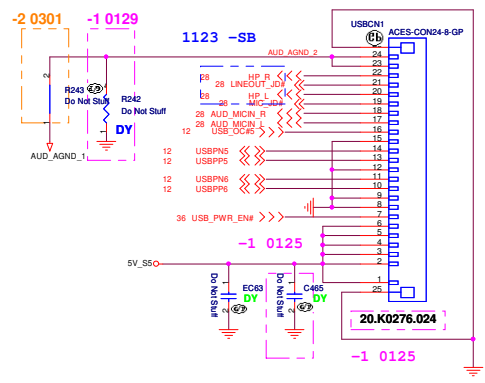 -2 0301
-1 0129
1123 -SB
USBCN1
ACES-CON24-8-GP
AUD_AGND_2
24
23
28 HP_R 22
28 LINEOUT_JD# 21
28 HP_L 20
28 MIC_JD# 19
28 AUD_MICIN_R 18
28 AUD_MICIN_L 17
12 USB_OC#5 16
15
12 USBPN5 14
12 USBPP5 13
12
12 USBPN6 11
12 USBPP6 10
9
8
36 USB_PWR_EN# 7
6
5
4
3
2
1
25
2
R243
Do Not Stuff
R242
Do Not Stuff
DY
AUD_AGND_1
-1 0125
5V_S5
EC63
Do Not Stuff
DY
1
C465
Do Not Stuff
DY
1
20.K0276.024
-1 0125